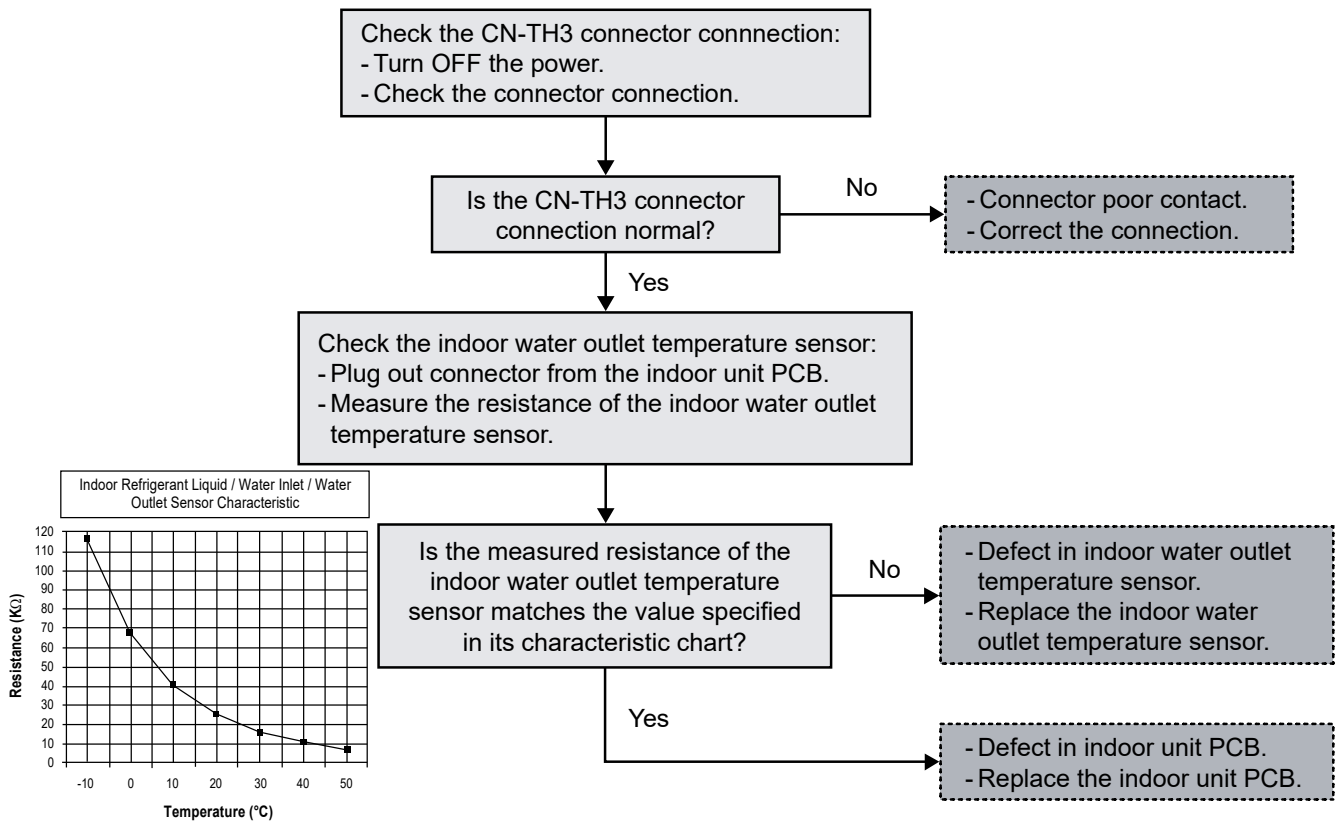 Check the CN-TH3 connector connnection:
- Turn OFF the power.
- Check the connector connection.
Is the CN-TH3 connector
connection normal?
No
- Connector poor contact.
- Correct the connection.
Yes
Check the indoor water outlet temperature sensor:
- Plug out connector from the indoor unit PCB.
- Measure the resistance of the indoor water outlet
temperature sensor.
Indoor Refrigerant Liquid / Water Inlet / Water
Outlet Sensor Characteristic
120
110
100
90
80
70
60
50
40
30
20
10
0
Resistance (KΩ)
-10 0 10 20 30 40 50
Temperature (°C)
Is the measured resistance of the
indoor water outlet temperature
sensor matches the value specified
in its characteristic chart?
No
- Defect in indoor water outlet
temperature sensor.
- Replace the indoor water
outlet temperature sensor.
Yes
- Defect in indoor unit PCB.
- Replace the indoor unit PCB.